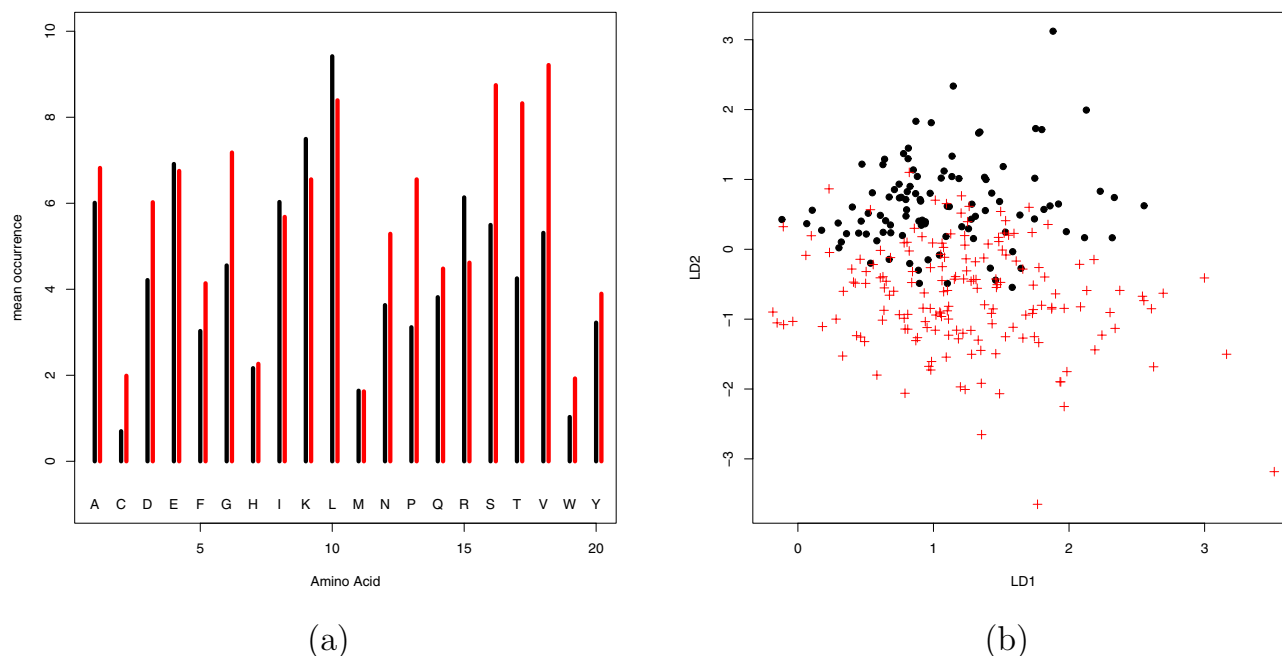 10
8
6
4
2
0
mean occurrence
A C D E F G H I K L M N P Q R S T V W Y
5 10 15 20
Amino Acid
(a)
3
2
1
0
−1
−2
−3
LD2
0 1 2 3
LD1
(b)